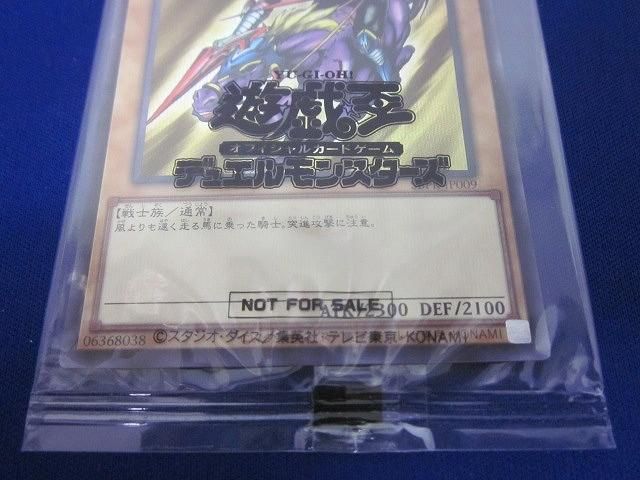 YU-GI-OH!
遊戯王
オフィシャルカードゲーム
デュエルモンスターズ
P009
【戦士族／通常】
風よりも速く走る馬に乗った騎士。突進攻撃に注意。
NOT FOR SALE
ATK/2300 DEF/2100
06368038 ©スタジオ・ダイス/集英社・テレビ東京・KONAMI